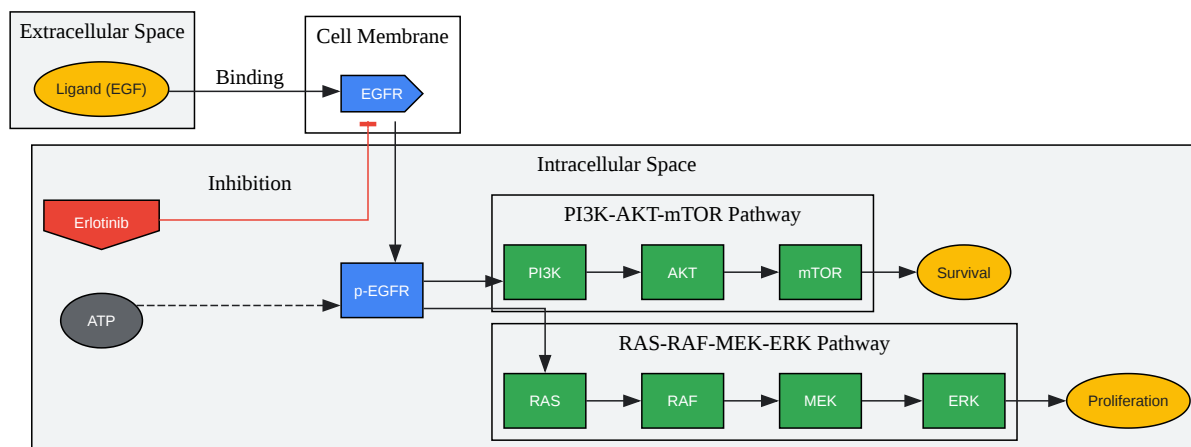 Extracellular Space
Cell Membrane
Ligand (EGF)
Binding
EGFR
Intracellular Space
Inhibition
Erlotinib
PI3K-AKT-mTOR Pathway
p-EGFR
PI3K
AKT
mTOR
Survival
ATP
RAS-RAF-MEK-ERK Pathway
RAS
RAF
MEK
ERK
Proliferation